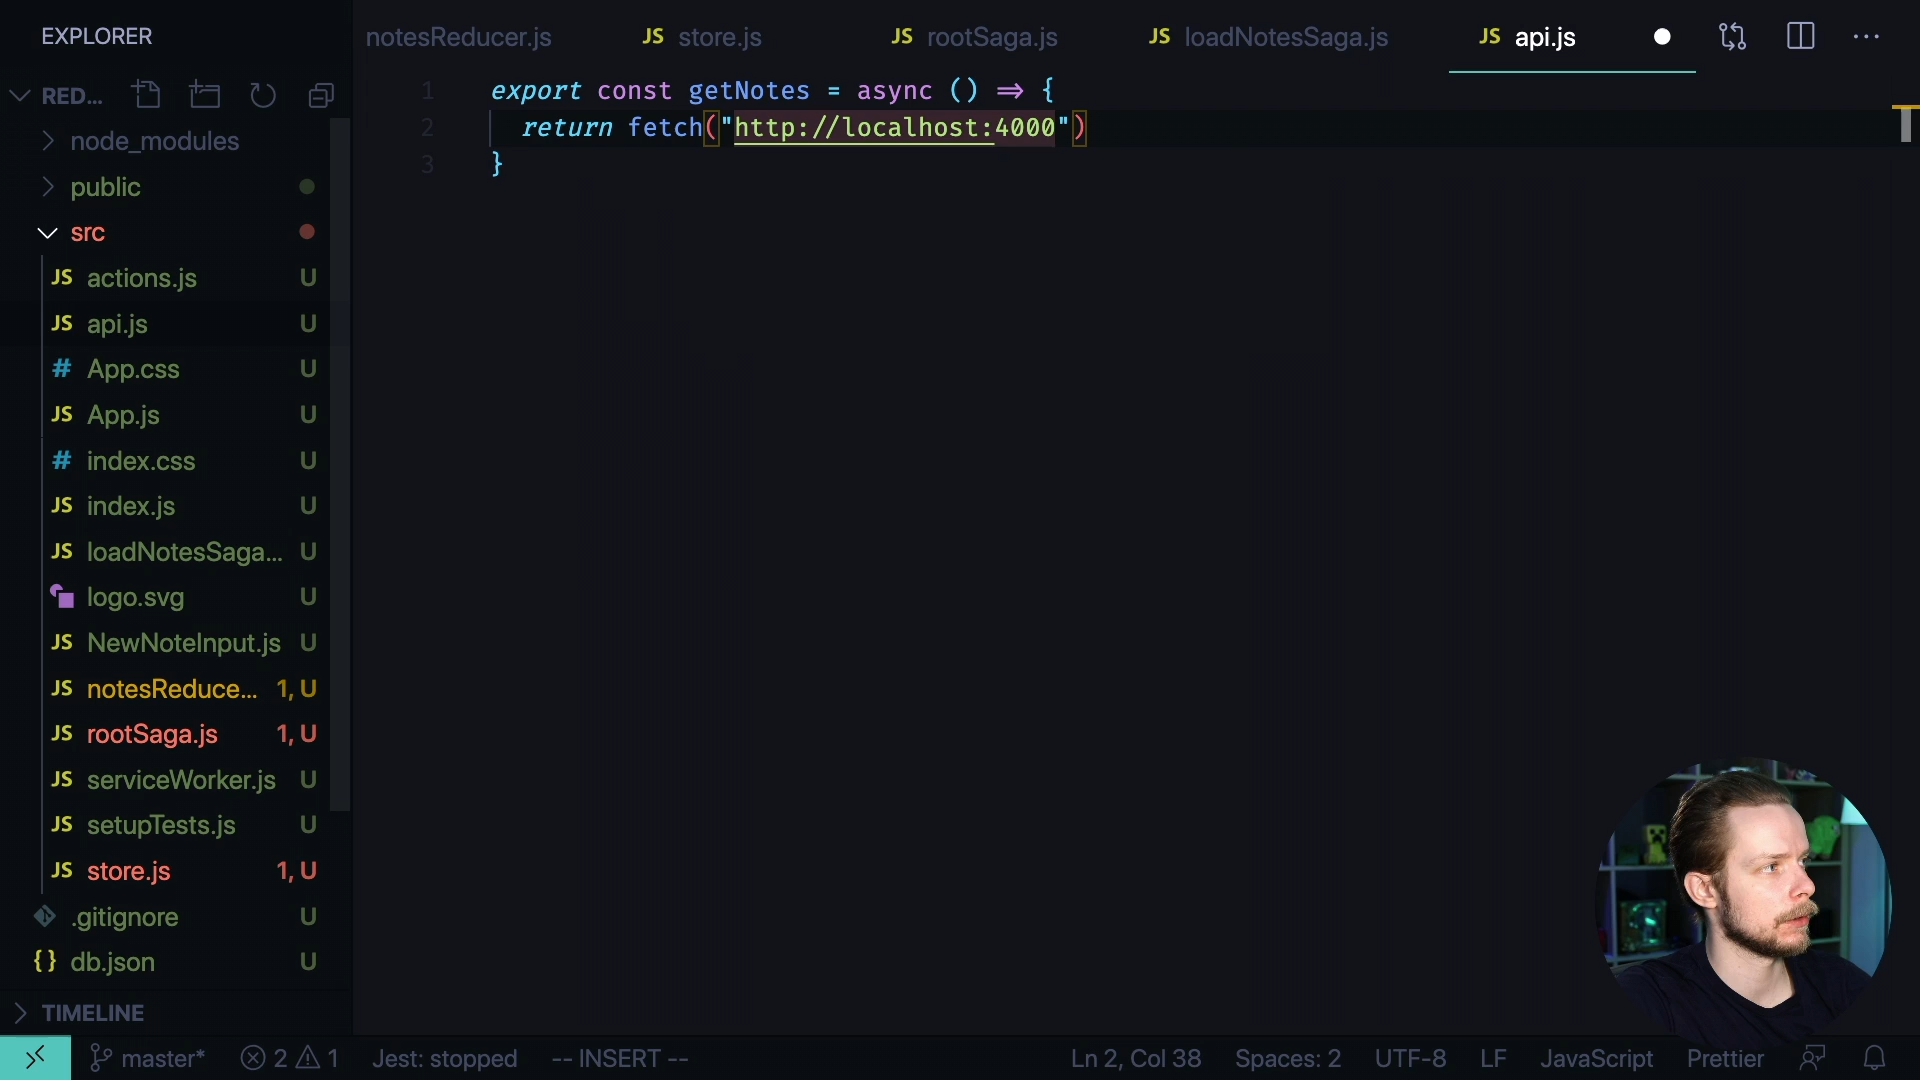 EXPLORER
RED...
node_modules
public
src
JS actions.js U
JS api.js U
# App.css U
JS App.js U
# index.css U
JS index.js U
JS loadNotesSaga... U
logo.svg U
JS NewNoteInput.js U
JS notesReduce... 1, U
JS rootSaga.js 1, U
JS serviceWorker.js U
JS setupTests.js U
JS store.js 1, U
.gitignore U
{} db.json U
TIMELINE
notesReducer.js JS store.js JS rootSaga.js JS loadNotesSaga.js JS api.js
1 export const getNotes = async () => {
2 return fetch("http://localhost:4000")
3 }
master* 2 1 Jest: stopped -- INSERT -- Ln 2, Col 38 Spaces: 2 UTF-8 LF JavaScript Prettier